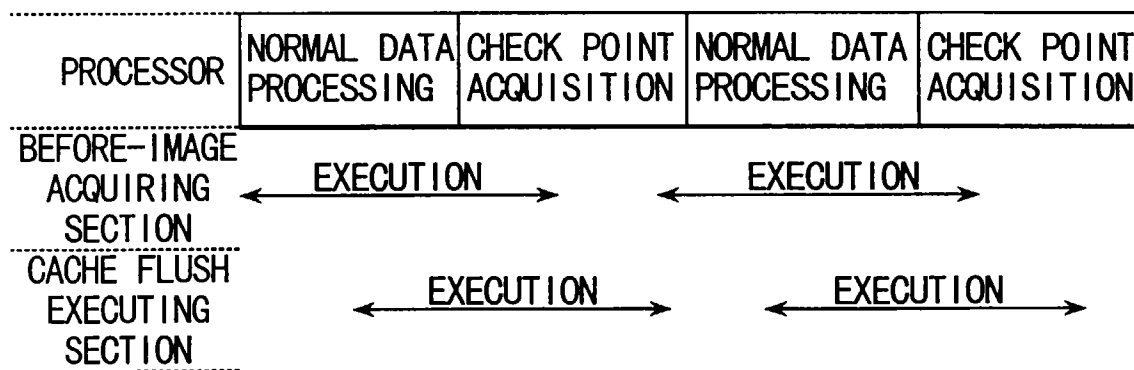 PROCESSOR
NORMAL DATA
PROCESSING
CHECK POINT
ACQUISITION
NORMAL DATA
PROCESSING
CHECK POINT
ACQUISITION
BEFORE-IMAGE
ACQUIRING
SECTION
EXECUTION
EXECUTION
CACHE FLUSH
EXECUTING
SECTION
EXECUTION
EXECUTION